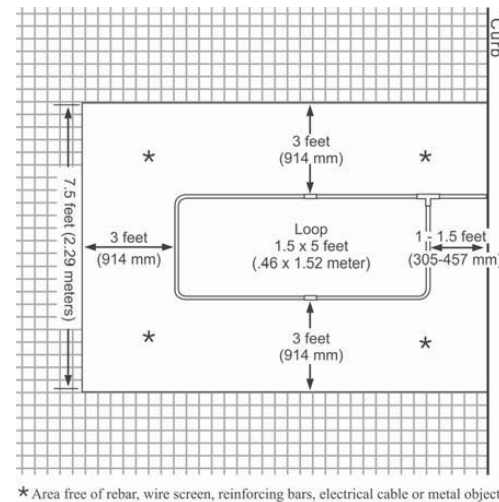 Curb
3 feet
(914 mm)
*
*
7.5 feet (2.29 meters)
3 feet
(914 mm)
Loop
1.5 x 5 feet
(.46 x 1.52 meter)
1 - 1.5 feet
(305-457 mm)
*
*
3 feet
(914 mm)
* Area free of rebar, wire screen, reinforcing bars, electrical cable or metal object